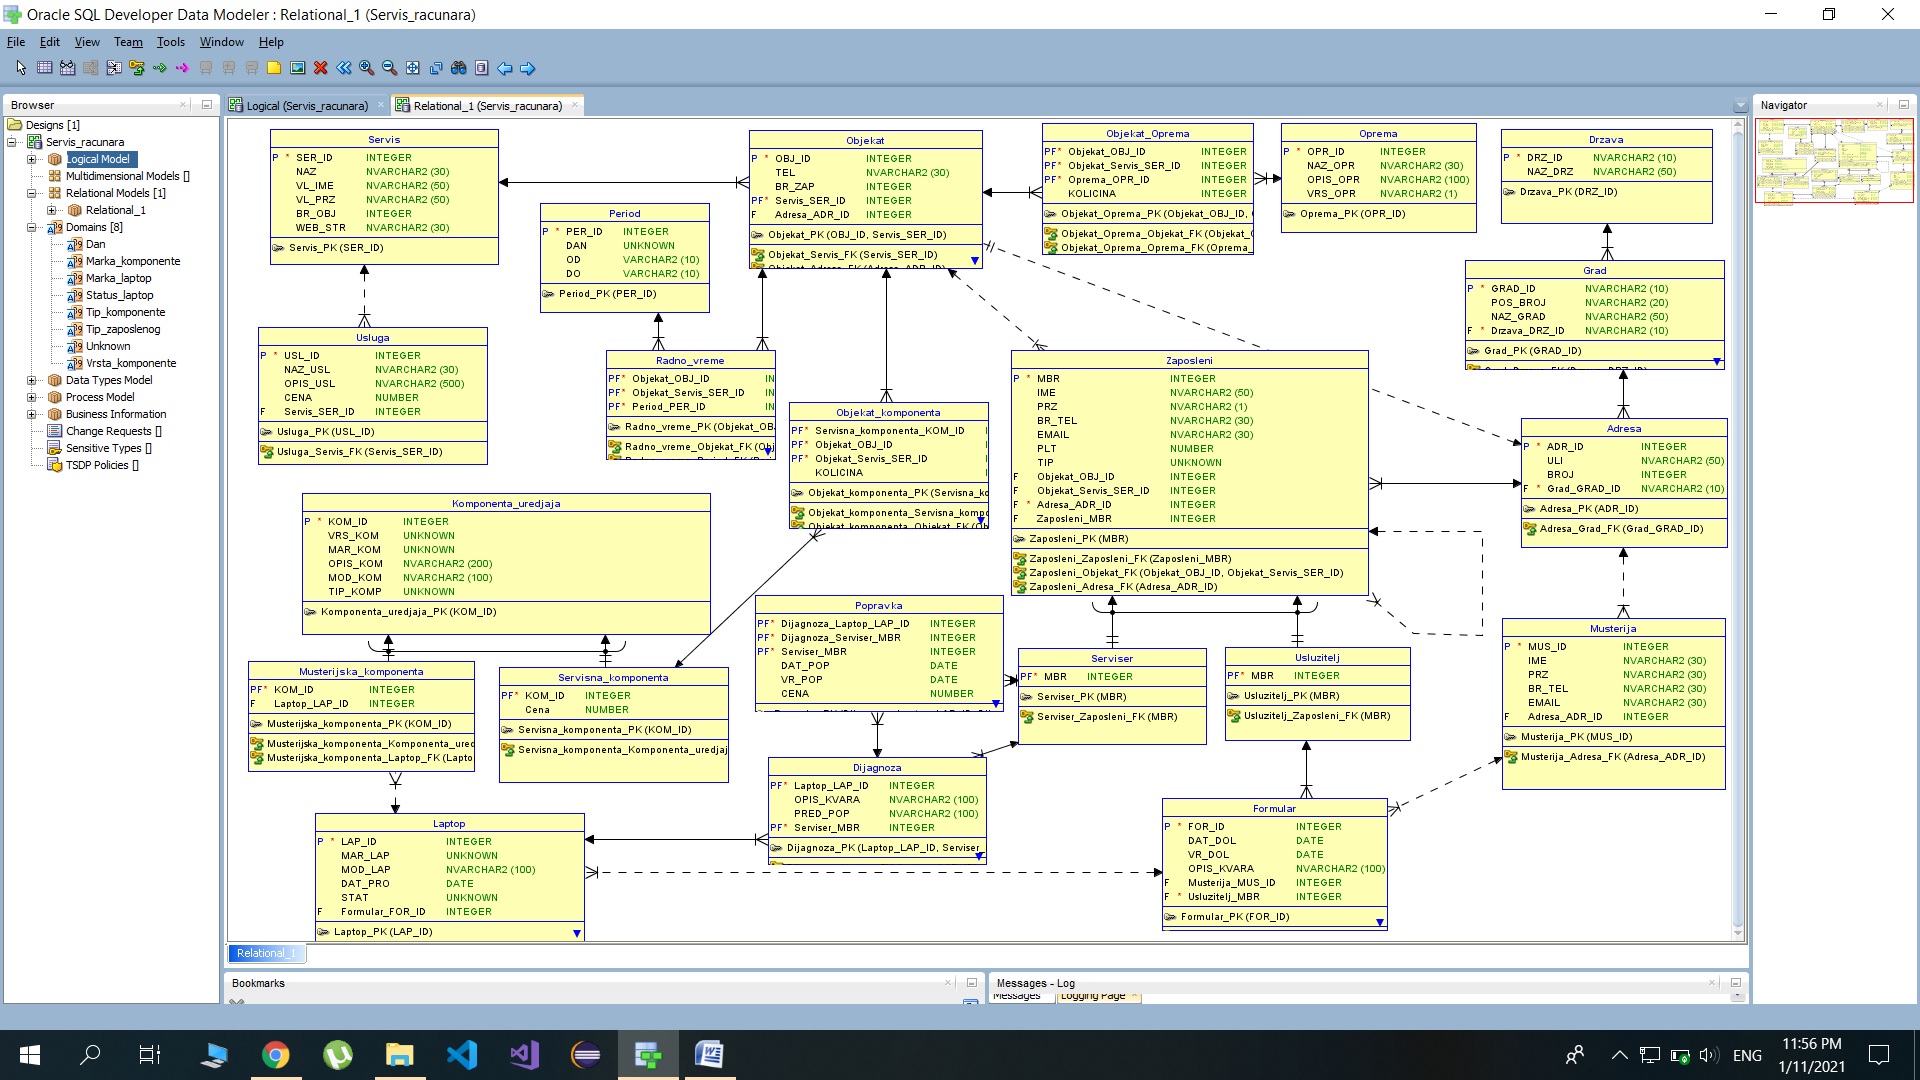 Oracle SQL Developer Data Modeler : Relational_1 (Servis_racunara)
File Edit View Team Tools Window Help
Browser
Designs [1]
Servis_racunara
Logical Model
Multidimensional Models []
Relational Models [1]
Relational_1
Domains [8]
Dan
Marka_komponente
Marka_laptop
Status_laptop
Tip_komponente
Tip_zaposlenog
Unknown
Vrsta_komponente
Data Types Model
Process Model
Business Information
Change Requests []
Sensitive Types []
TSDP Policies []
Logical (Servis_racunara)
Relational_1 (Servis_racunara)
Servis
P * SER_ID INTEGER
NAZ NVARCHAR2 (30)
VL_IME NVARCHAR2 (50)
VL_PRZ NVARCHAR2 (50)
BR_OBJ INTEGER
WEB_STR NVARCHAR2 (30)
Servis_PK (SER_ID)
Objekat
P * OBJ_ID INTEGER
TEL NVARCHAR2 (30)
BR_ZAP INTEGER
PF* Servis_SER_ID INTEGER
F Adresa_ADR_ID INTEGER
Objekat_PK (OBJ_ID, Servis_SER_ID)
Objekat_Servis_FK (Servis_SER_ID)
Objekat_Adresa_FK (Adresa_ADR_ID)
Objekat_Oprema
PF* Objekat_OBJ_ID INTEGER
PF* Objekat_Servis_SER_ID INTEGER
PF* Oprema_OPR_ID INTEGER
KOLICINA INTEGER
Objekat_Oprema_PK (Objekat_OBJ_ID,
Objekat_Oprema_Objekat_FK (Objekat_O
Objekat_Oprema_Oprema_FK (Oprema_
Oprema
P * OPR_ID INTEGER
NAZ_OPR NVARCHAR2 (30)
OPIS_OPR NVARCHAR2 (100)
VRS_OPR NVARCHAR2 (1)
Oprema_PK (OPR_ID)
Drzava
P * DRZ_ID NVARCHAR2 (10)
NAZ_DRZ NVARCHAR2 (50)
Drzava_PK (DRZ_ID)
Period
P * PER_ID INTEGER
DAN UNKNOWN
OD VARCHAR2 (10)
DO VARCHAR2 (10)
Period_PK (PER_ID)
Grad
P * GRAD_ID NVARCHAR2 (10)
POS_BROJ NVARCHAR2 (20)
NAZ_GRAD NVARCHAR2 (50)
F * Drzava_DRZ_ID NVARCHAR2 (10)
Grad_PK (GRAD_ID)
Usluga
P * USL_ID INTEGER
NAZ_USL NVARCHAR2 (30)
OPIS_USL NVARCHAR2 (500)
CENA NUMBER
F Servis_SER_ID INTEGER
Usluga_PK (USL_ID)
Usluga_Servis_FK (Servis_SER_ID)
Radno_vreme
PF* Objekat_OBJ_ID IN
PF* Objekat_Servis_SER_ID IN
PF* Period_PER_ID IN
Radno_vreme_PK (Objekat_OB
Radno_vreme_Objekat_FK (Obj
Objekat_komponenta
PF* Servisna_komponenta_KOM_ID
PF* Objekat_OBJ_ID
PF* Objekat_Servis_SER_ID
KOLICINA
Objekat_komponenta_PK (Servisna_kc
Objekat_komponenta_Servisna_komp
Objekat_komponenta_Objekat_FK (Ob
Zaposleni
P * MBR INTEGER
IME NVARCHAR2 (50)
PRZ NVARCHAR2 (1)
BR_TEL NVARCHAR2 (30)
EMAIL NVARCHAR2 (30)
PLT NUMBER
TIP UNKNOWN
F Objekat_OBJ_ID INTEGER
F Objekat_Servis_SER_ID INTEGER
F * Adresa_ADR_ID INTEGER
F Zaposleni_MBR INTEGER
Zaposleni_PK (MBR)
Zaposleni_Zaposleni_FK (Zaposleni_MBR)
Zaposleni_Objekat_FK (Objekat_OBJ_ID, Objekat_Servis_SER_ID)
Zaposleni_Adresa_FK (Adresa_ADR_ID)
Adresa
P * ADR_ID INTEGER
ULI NVARCHAR2 (50)
BROJ INTEGER
F * Grad_GRAD_ID NVARCHAR2 (10)
Adresa_PK (ADR_ID)
Adresa_Grad_FK (Grad_GRAD_ID)
Komponenta_uredjaja
P * KOM_ID INTEGER
VRS_KOM UNKNOWN
MAR_KOM UNKNOWN
OPIS_KOM NVARCHAR2 (200)
MOD_KOM NVARCHAR2 (100)
TIP_KOMP UNKNOWN
Komponenta_uredjaja_PK (KOM_ID)
Popravka
PF* Dijagnoza_Laptop_LAP_ID INTEGER
PF* Dijagnoza_Serviser_MBR INTEGER
PF* Serviser_MBR INTEGER
DAT_POP DATE
VR_POP DATE
CENA NUMBER
Serviser
PF* MBR INTEGER
Serviser_PK (MBR)
Serviser_Zaposleni_FK (MBR)
Usluzitelj
PF* MBR INTEGER
Usluzitelj_PK (MBR)
Usluzitelj_Zaposleni_FK (MBR)
Musterija
P * MUS_ID INTEGER
IME NVARCHAR2 (30)
PRZ NVARCHAR2 (30)
BR_TEL NVARCHAR2 (30)
EMAIL NVARCHAR2 (30)
F Adresa_ADR_ID INTEGER
Musterija_PK (MUS_ID)
Musterija_Adresa_FK (Adresa_ADR_ID)
Musterijska_komponenta
PF* KOM_ID INTEGER
F Laptop_LAP_ID INTEGER
Musterijska_komponenta_PK (KOM_ID)
Musterijska_komponenta_Komponenta_ured
Musterijska_komponenta_Laptop_FK (Lapto
Servisna_komponenta
PF* KOM_ID INTEGER
Cena NUMBER
Servisna_komponenta_PK (KOM_ID)
Servisna_komponenta_Komponenta_uredjaj
Dijagnoza
PF* Laptop_LAP_ID INTEGER
OPIS_KVARA NVARCHAR2 (100)
PRED_POP NVARCHAR2 (100)
PF* Serviser_MBR INTEGER
Dijagnoza_PK (Laptop_LAP_ID, Serviser_
Laptop
P * LAP_ID INTEGER
MAR_LAP UNKNOWN
MOD_LAP NVARCHAR2 (100)
DAT_PRO DATE
STAT UNKNOWN
F Formular_FOR_ID INTEGER
Laptop_PK (LAP_ID)
Formular
P * FOR_ID INTEGER
DAT_DOL DATE
VR_DOL DATE
OPIS_KVARA NVARCHAR2 (100)
F Musterija_MUS_ID INTEGER
F * Usluzitelj_MBR INTEGER
Formular_PK (FOR_ID)
Relational_1
Bookmarks
Messages - Log
Messages
Logging Page
Navigator
ENG
11:56 PM
1/11/2021